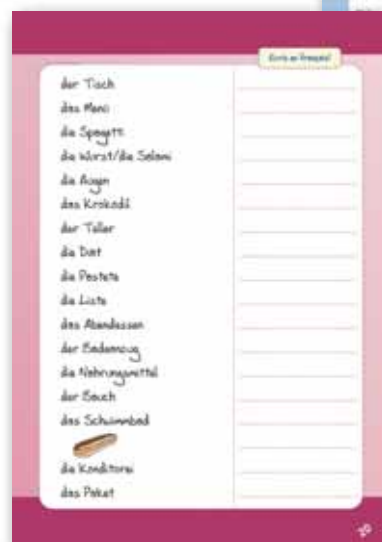 Écris en français!
der Tisch
das Menü
die Spagetti
die Wurst/die Salami
die Augen
das Krokodil
der Teller
die Diät
die Pastete
die Liste
das Abendessen
der Badeanzug
die Nahrungsmittel
der Bauch
das Schwimmbad
die Konditorei
das Paket